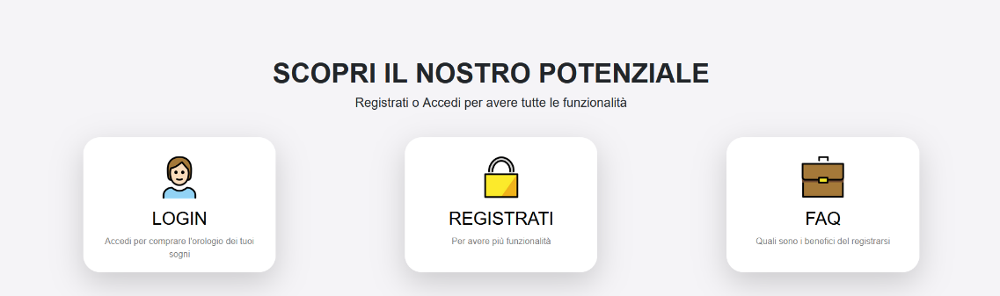 SCOPRI IL NOSTRO POTENZIALE
Registrati o Accedi per avere tutte le funzionalità
LOGIN
Accedi per comprare l'orologio dei tuoi
sogni
REGISTRATI
Per avere più funzionalità
FAQ
Quali sono i benefici del registrarsi